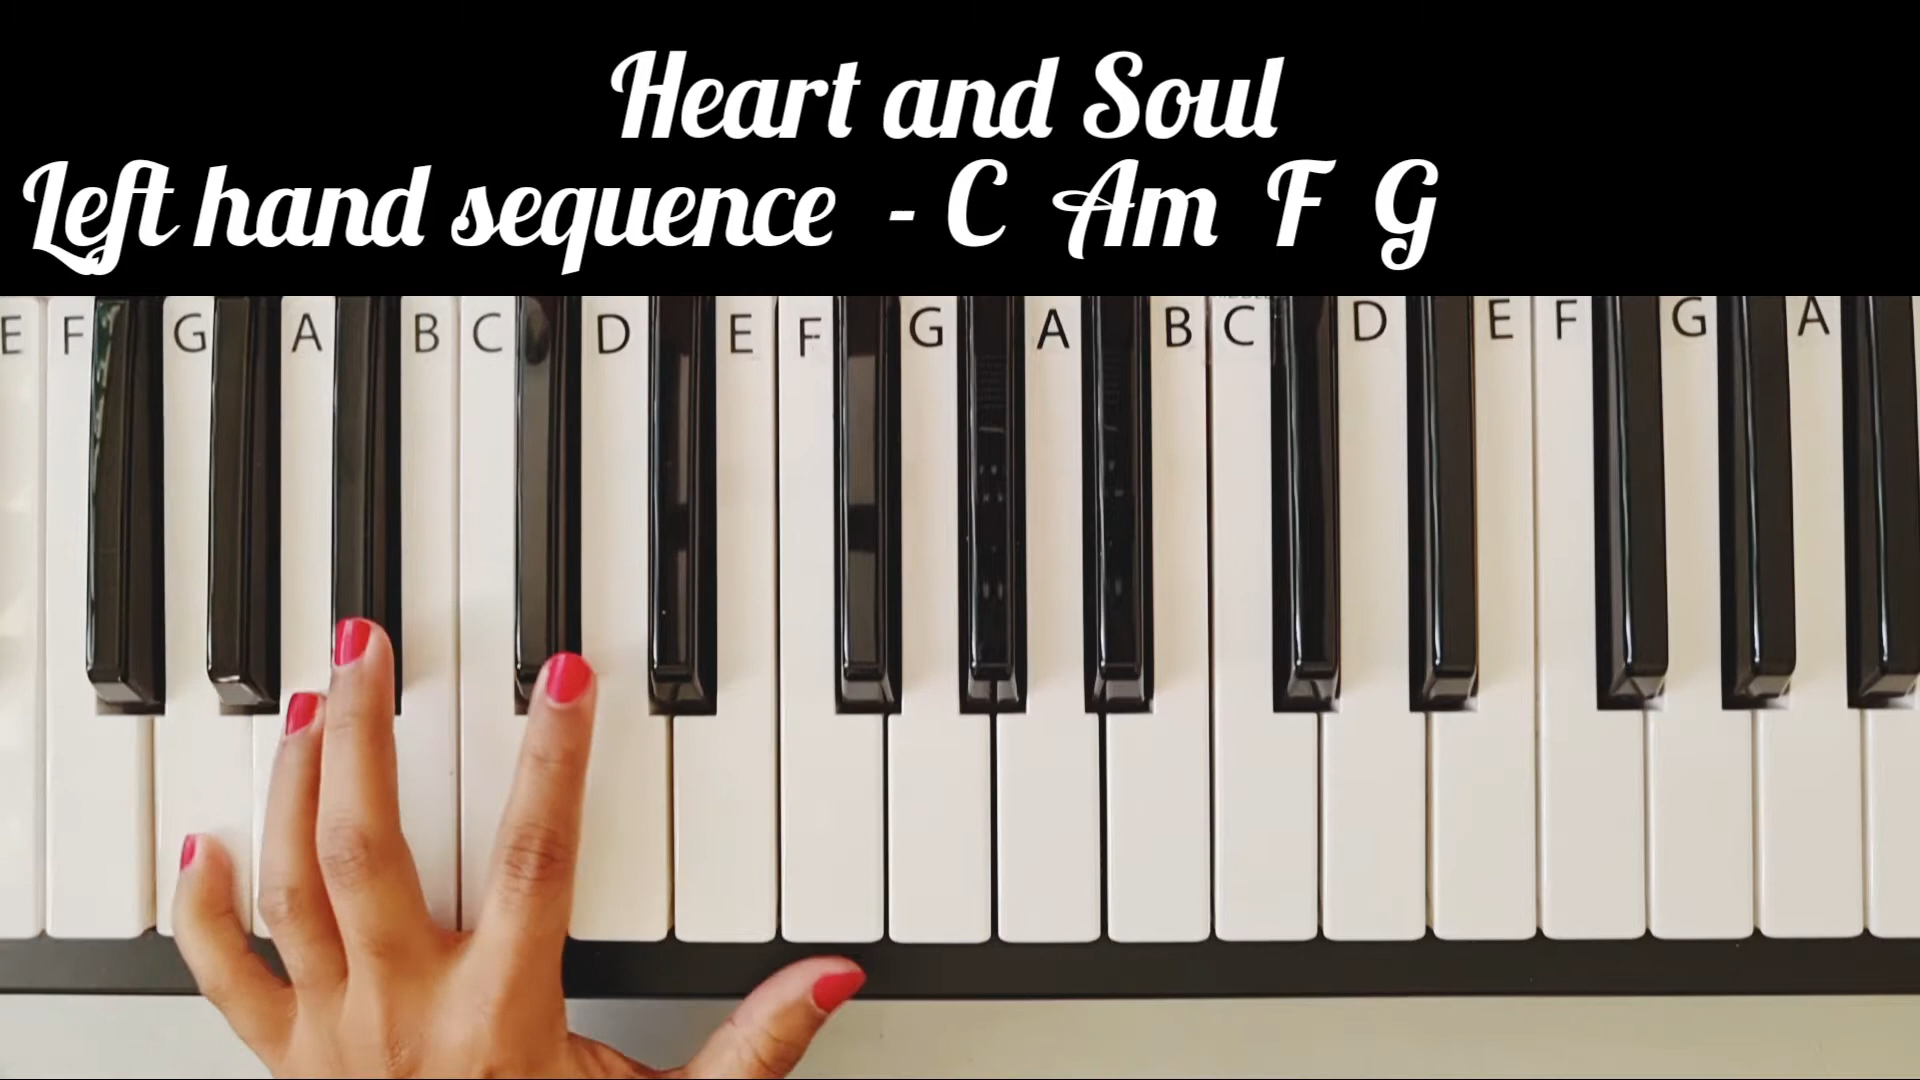 Heart and Soul
Left hand sequence - C Am F G
E F G A B C D E F G A B C D E F G A